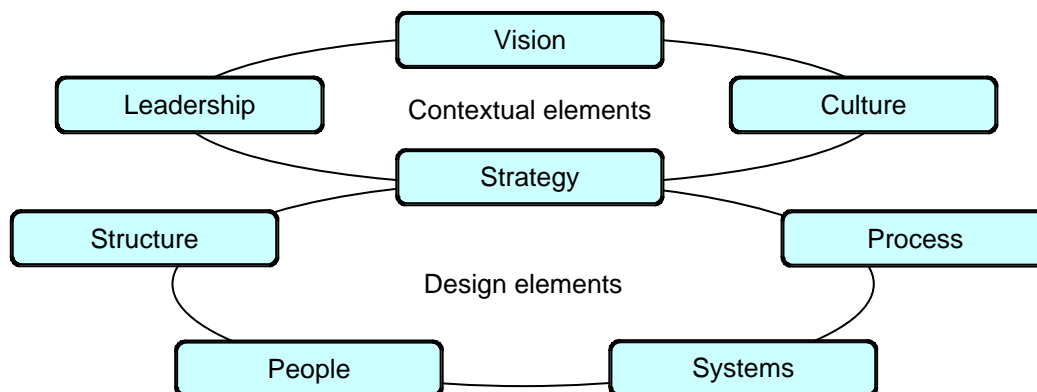 Vision
Leadership
Contextual elements
Culture
Strategy
Structure
Process
Design elements
People
Systems